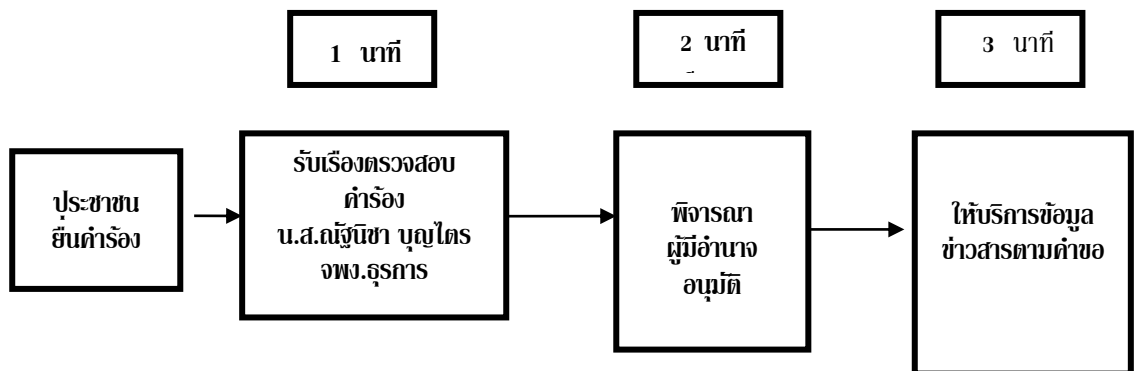 1 นาที
2 นาที
3 นาที
ประชาชน
ยื่นคำร้อง
รับเรื่องตรวจสอบ
คำร้อง
น.ส.ณัฐนิชา บุญไตร
จพง.ธุรการ
พิจารณา
ผู้มีอำนาจ
อนุมัติ
ให้บริการข้อมูล
ข่าวสารตามคำขอ